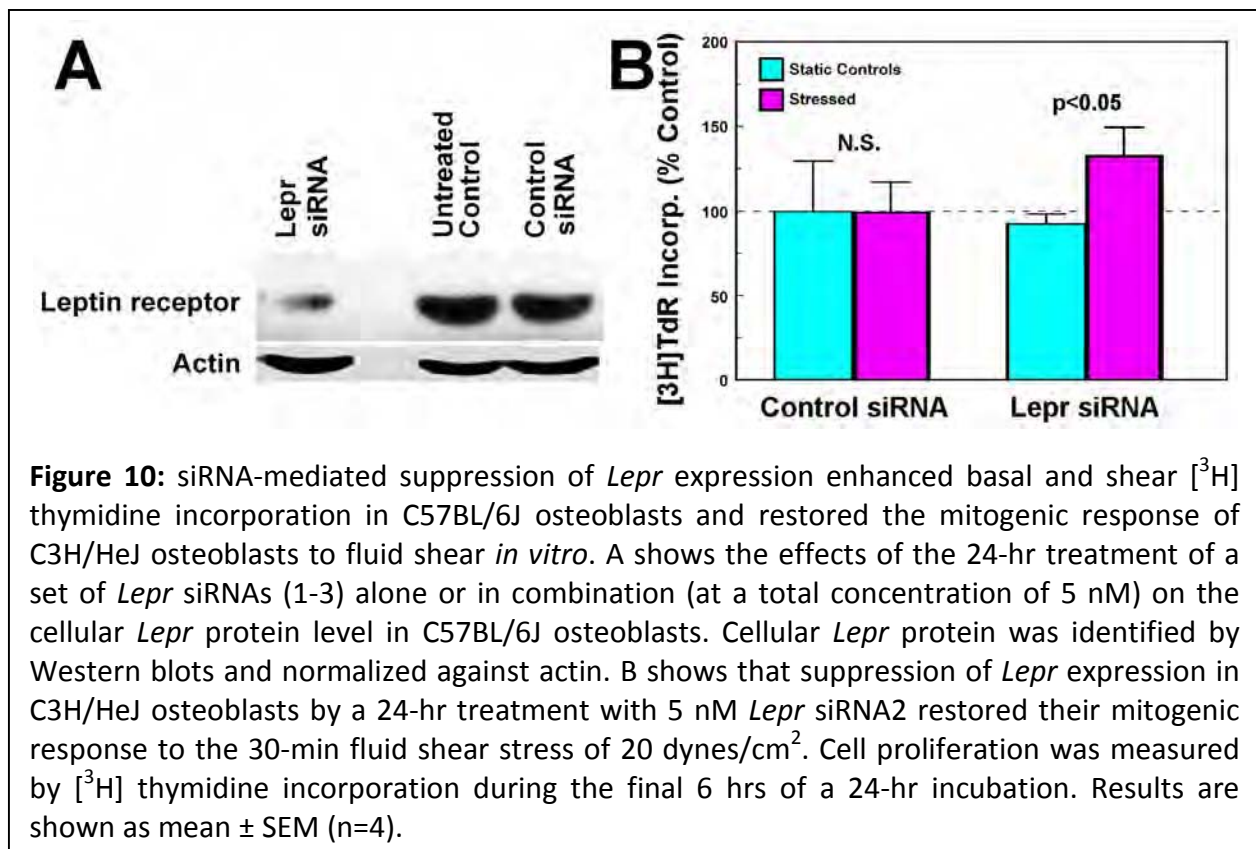 A
Lepr
siRNA
Untreated
Control
Control
siRNA
Leptin receptor
Actin
B
[3H]TdR Incorp. (% Control)
200
150
100
50
0
Static Controls
Stressed
N.S.
p<0.05
Control siRNA
Lepr siRNA
Figure 10: siRNA-mediated suppression of Lepr expression enhanced basal and shear [³H]
thymidine incorporation in C57BL/6J osteoblasts and restored the mitogenic response of
C3H/HeJ osteoblasts to fluid shear in vitro. A shows the effects of the 24-hr treatment of a
set of Lepr siRNAs (1-3) alone or in combination (at a total concentration of 5 nM) on the
cellular Lepr protein level in C57BL/6J osteoblasts. Cellular Lepr protein was identified by
Western blots and normalized against actin. B shows that suppression of Lepr expression in
C3H/HeJ osteoblasts by a 24-hr treatment with 5 nM Lepr siRNA2 restored their mitogenic
response to the 30-min fluid shear stress of 20 dynes/cm². Cell proliferation was measured
by [³H] thymidine incorporation during the final 6 hrs of a 24-hr incubation. Results are
shown as mean ± SEM (n=4).